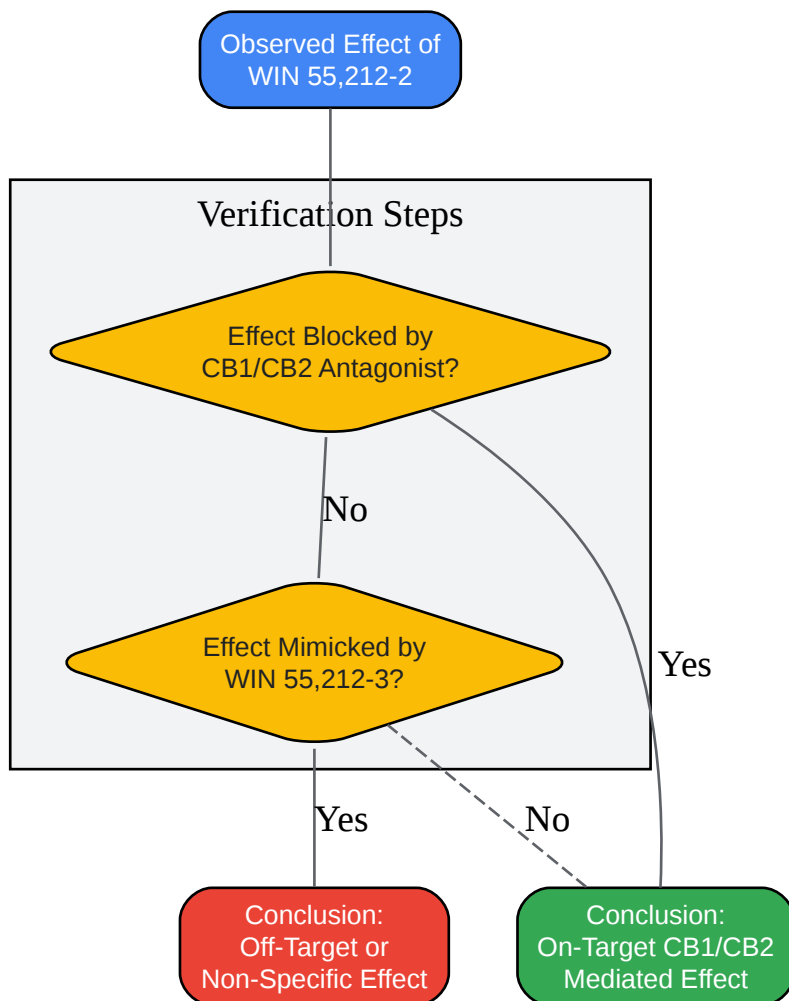 Observed Effect of
WIN 55,212-2
Verification Steps
Effect Blocked by
CB1/CB2 Antagonist?
No
Effect Mimicked by
WIN 55,212-3?
Yes
Yes
No
Conclusion:
Off-Target or
Non-Specific Effect
Conclusion:
On-Target CB1/CB2
Mediated Effect